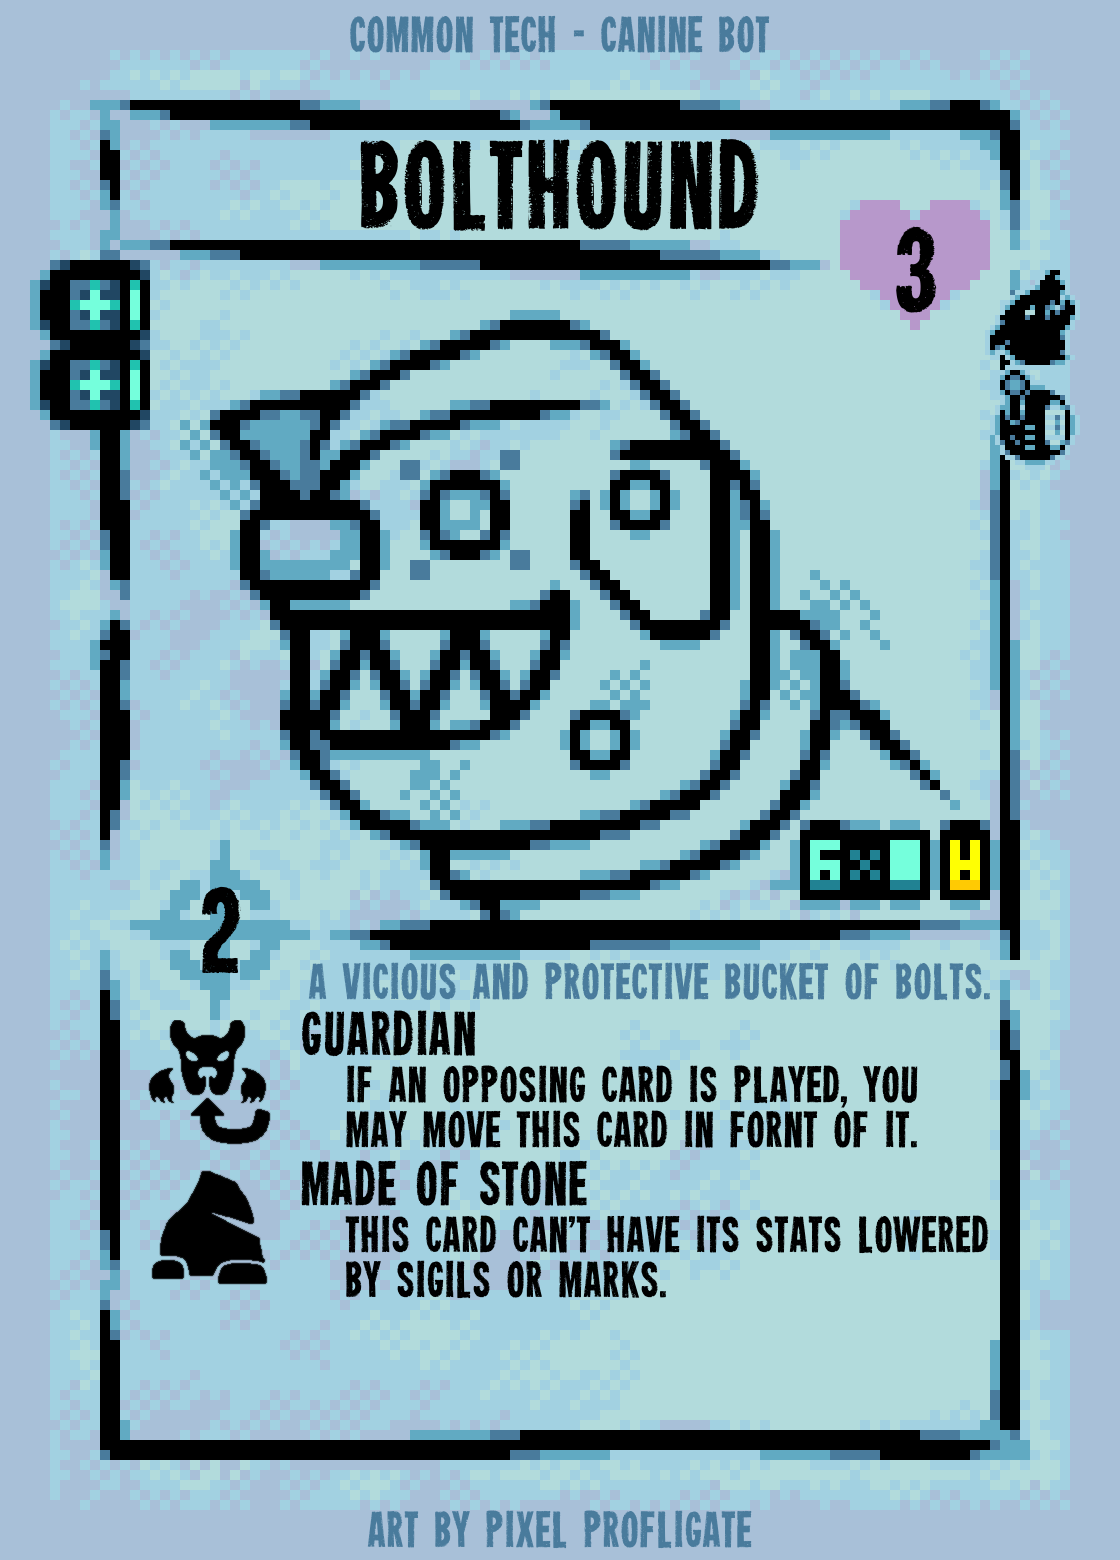 COMMON TECH - CANINE BOT
BOLTHOUND
3
6 X
2
A VICIOUS AND PROTECTIVE BUCKET OF BOLTS.
GUARDIAN
IF AN OPPOSING CARD IS PLAYED, YOU
MAY MOVE THIS CARD IN FORNT OF IT.
MADE OF STONE
THIS CARD CAN'T HAVE ITS STATS LOWERED
BY SIGILS OR MARKS.
ART BY PIXEL PROFLIGATE